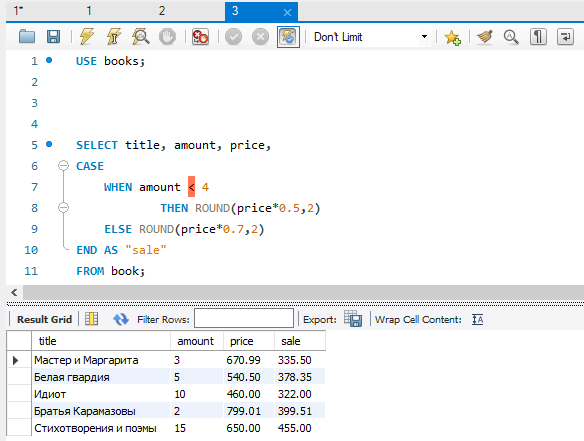 1* 1 2 3
Don't Limit
1 USE books;
2
3
4
5 SELECT title, amount, price,
6 CASE
7 WHEN amount < 4
8 THEN ROUND(price*0.5,2)
9 ELSE ROUND(price*0.7,2)
10 END AS "sale"
11 FROM book;
Result Grid Filter Rows: Export: Wrap Cell Content:
title amount price sale
Мастер и Маргарита 3 670.99 335.50
Белая гвардия 5 540.50 378.35
Идиот 10 460.00 322.00
Братья Карамазовы 2 799.01 399.51
Стихотворения и поэмы 15 650.00 455.00